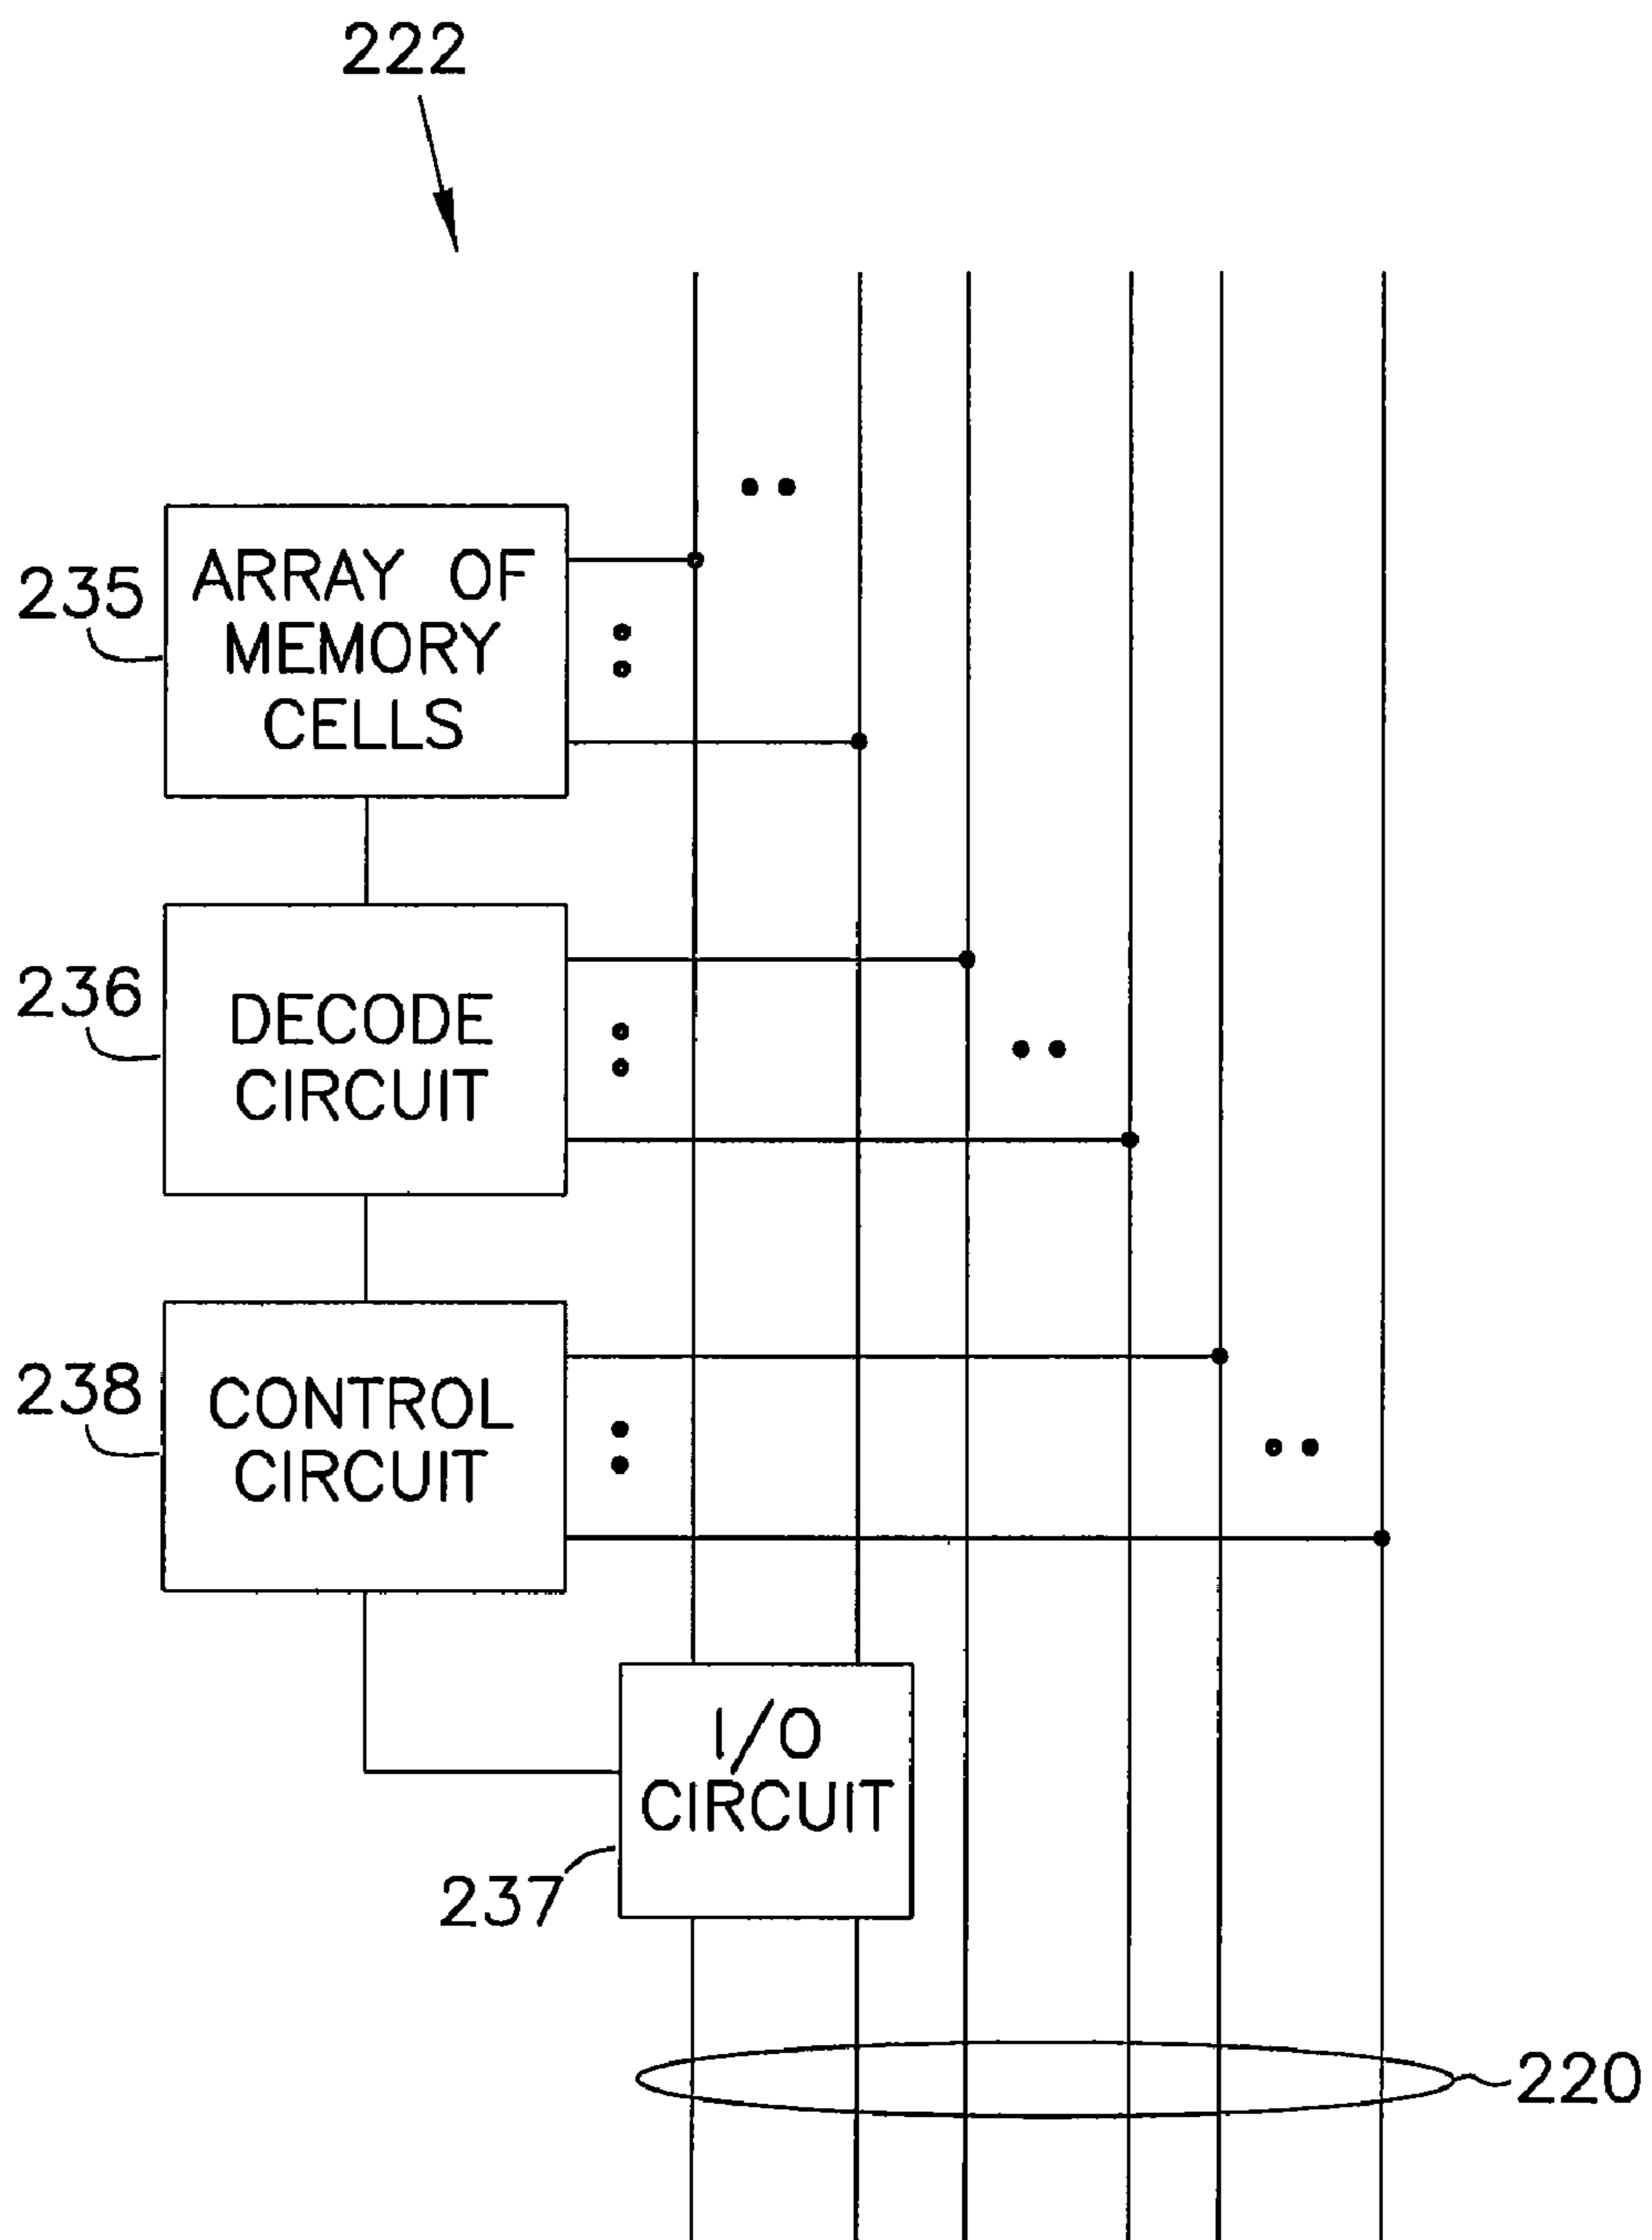 222
235
ARRAY OF
MEMORY
CELLS
236
DECODE
CIRCUIT
238
CONTROL
CIRCUIT
I/O
CIRCUIT
237
220